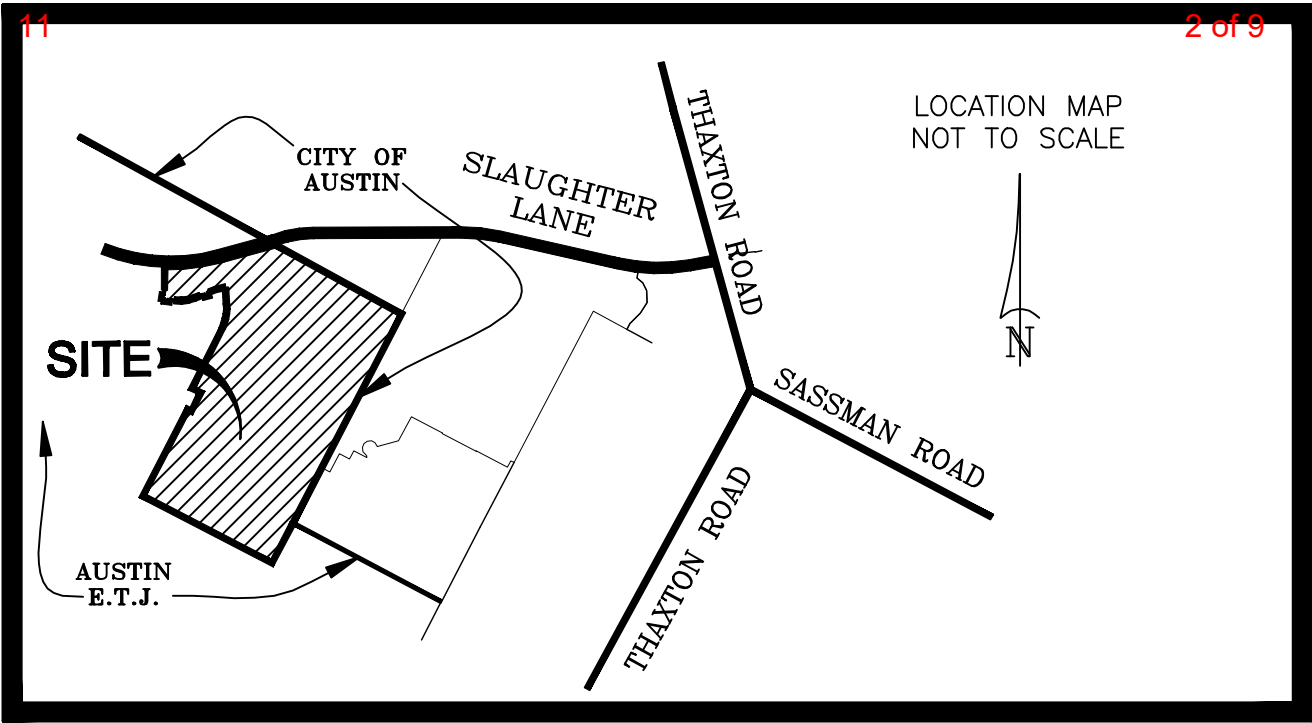 11
2 of 9
LOCATION MAP
NOT TO SCALE
THAXTON ROAD
CITY OF
AUSTIN
SLAUGHTER
LANE
N
SITE
SASSMAN ROAD
THAXTON ROAD
AUSTIN
E.T.J.